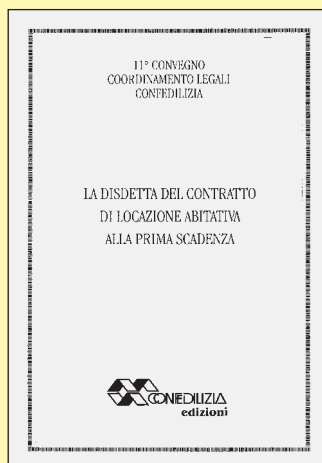 11° CONVEGNO
COORDINAMENTO LEGALI
CONFEDILIZIA
LA DISDETTA DEL CONTRATTO
DI LOCAZIONE ABITATIVA
ALLA PRIMA SCADENZA
CONFEDILIZIA
edizioni